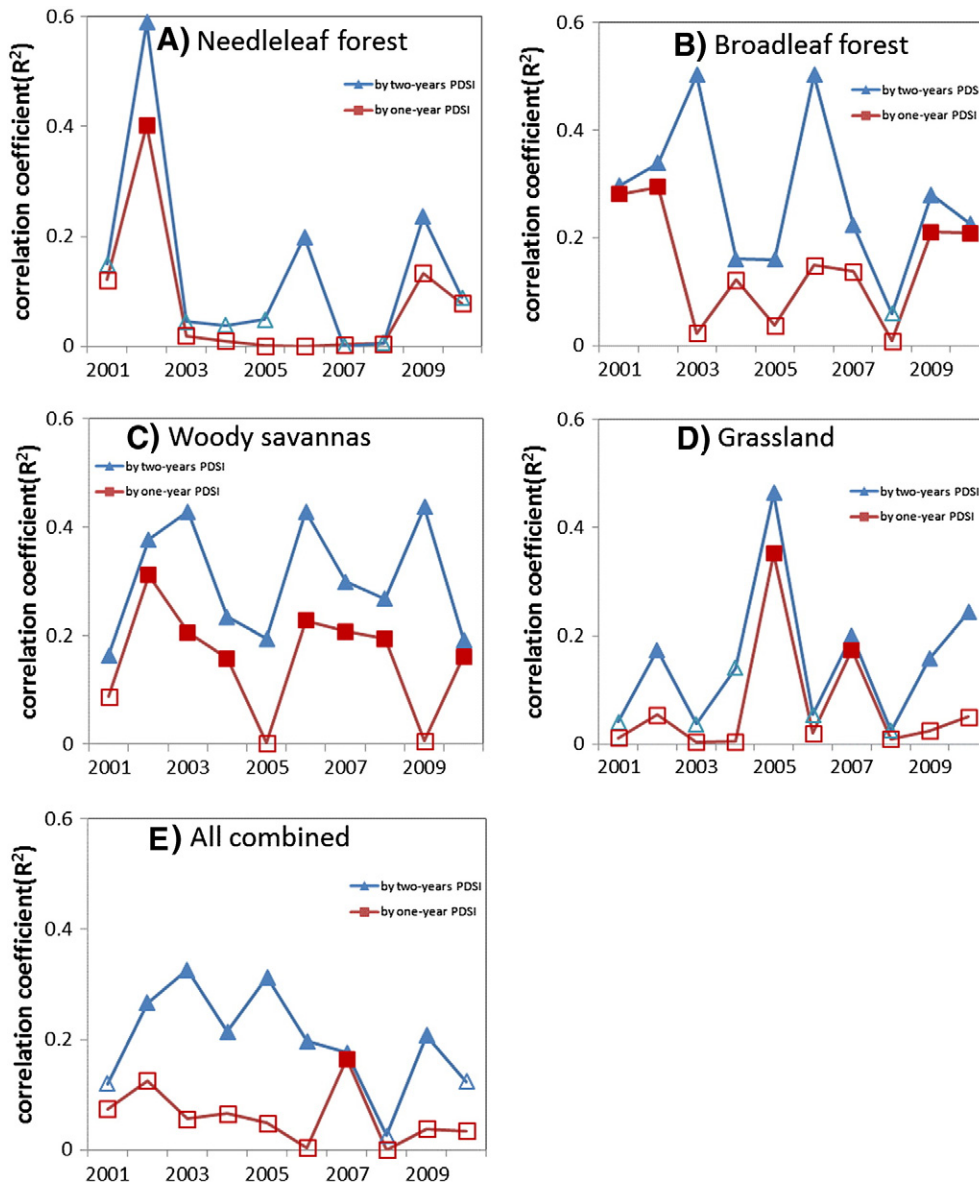 A) Needleleaf forest
by two-years PDSI
by one-year PDSI
correlation coefficient(R²)
0.6
0.4
0.2
0
2001 2003 2005 2007 2009
B) Broadleaf forest
by two-years PDS
by one-year PDSI
correlation coefficient(R²)
0.6
0.4
0.2
0
2001 2003 2005 2007 2009
C) Woody savannas
by two-years PDSI
by one-year PDSI
correlation coefficient(R²)
0.6
0.4
0.2
0
2001 2003 2005 2007 2009
D) Grassland
by two-years PDSI
by one-year PDSI
correlation coefficient(R²)
0.6
0.4
0.2
0
2001 2003 2005 2007 2009
E) All combined
by two-years PDSI
by one-year PDSI
correlation coefficient(R²)
0.6
0.4
0.2
0
2001 2003 2005 2007 2009